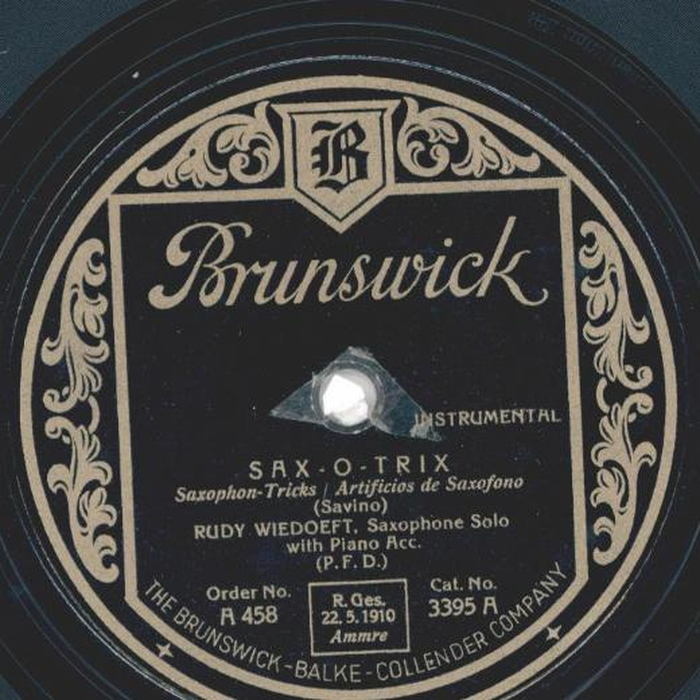 B
Brunswick
INSTRUMENTAL
SAX-O-TRIX
Saxophon-Tricks / Artificios de Saxofono
(Savino)
RUDY WIEDOEFT, Saxophone Solo
with Piano Acc.
(P. F. D.)
Order No.
A 458
R. Ges.
22. 5. 1910
Ammre
Cat. No.
3395 A
THE BRUNSWICK-BALKE-COLLENDER COMPANY